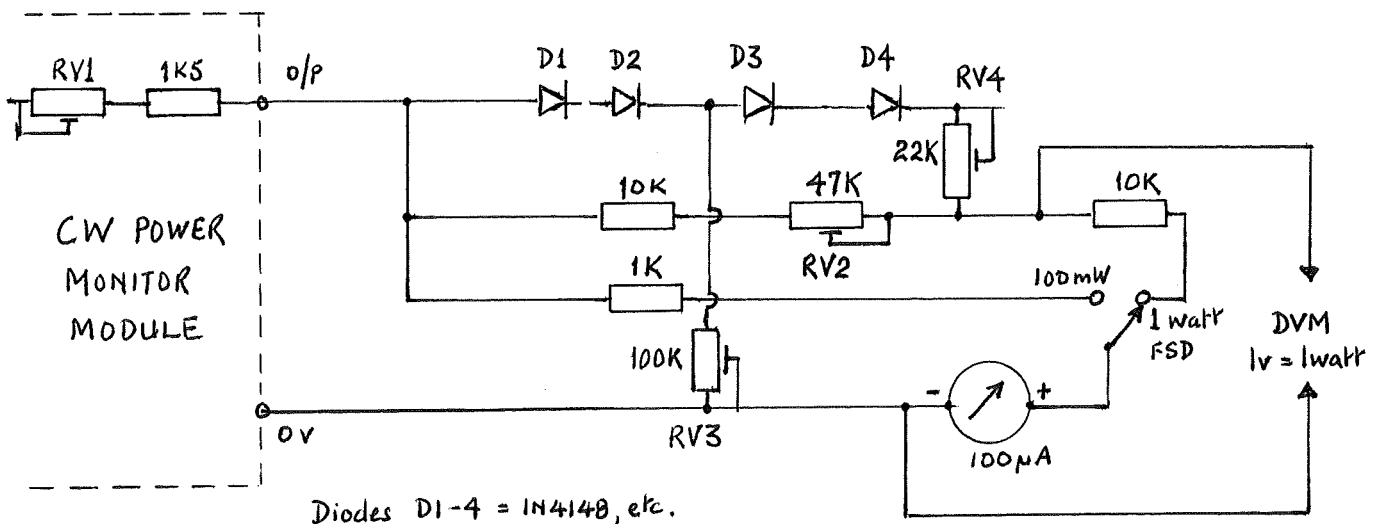 RV1
1K5
O/P
D1
D2
D3
D4
RV4
22K
10K
47K
10K
CW POWER
MONITOR
MODULE
RV2
1K
100mW
1 watt
FSD
DVM
1v = 1watt
100K
-
+
0V
RV3
100µA
Diodes D1-4 = 1N4148, etc.